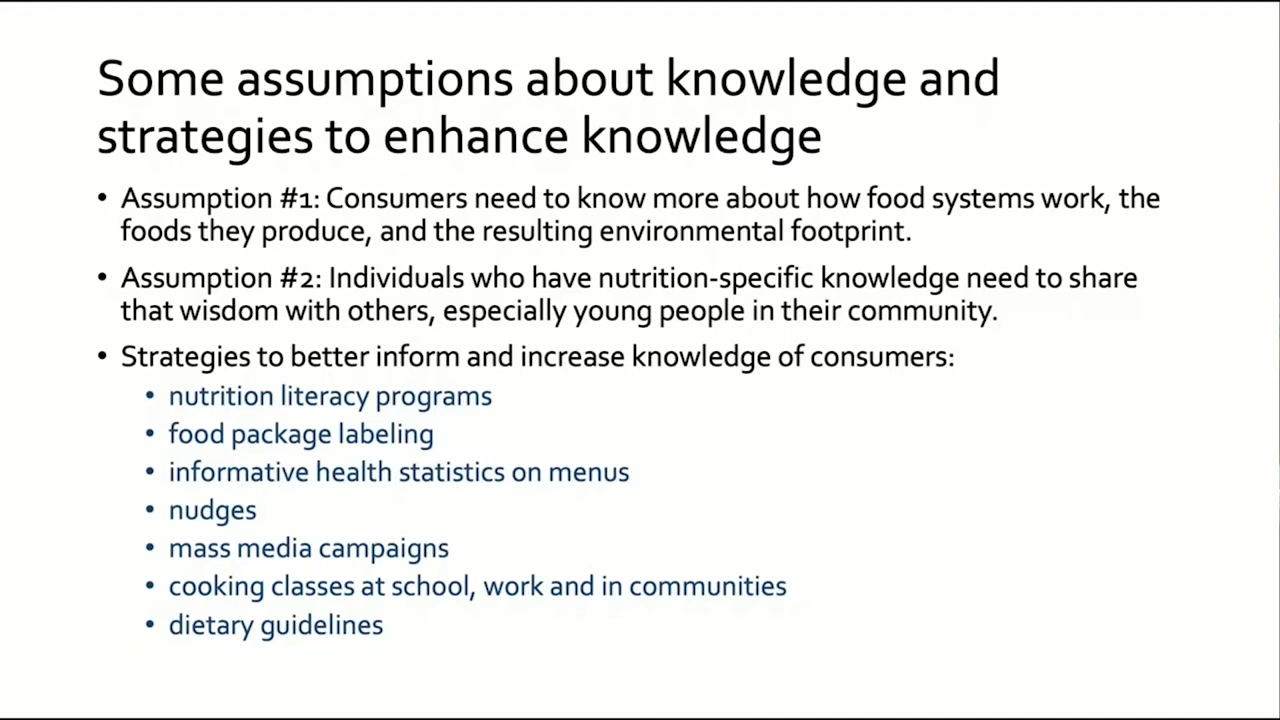 Some assumptions about knowledge and
strategies to enhance knowledge
• Assumption #1: Consumers need to know more about how food systems work, the
foods they produce, and the resulting environmental footprint.
• Assumption #2: Individuals who have nutrition-specific knowledge need to share
that wisdom with others, especially young people in their community.
• Strategies to better inform and increase knowledge of consumers:
• nutrition literacy programs
• food package labeling
• informative health statistics on menus
• nudges
• mass media campaigns
• cooking classes at school, work and in communities
• dietary guidelines